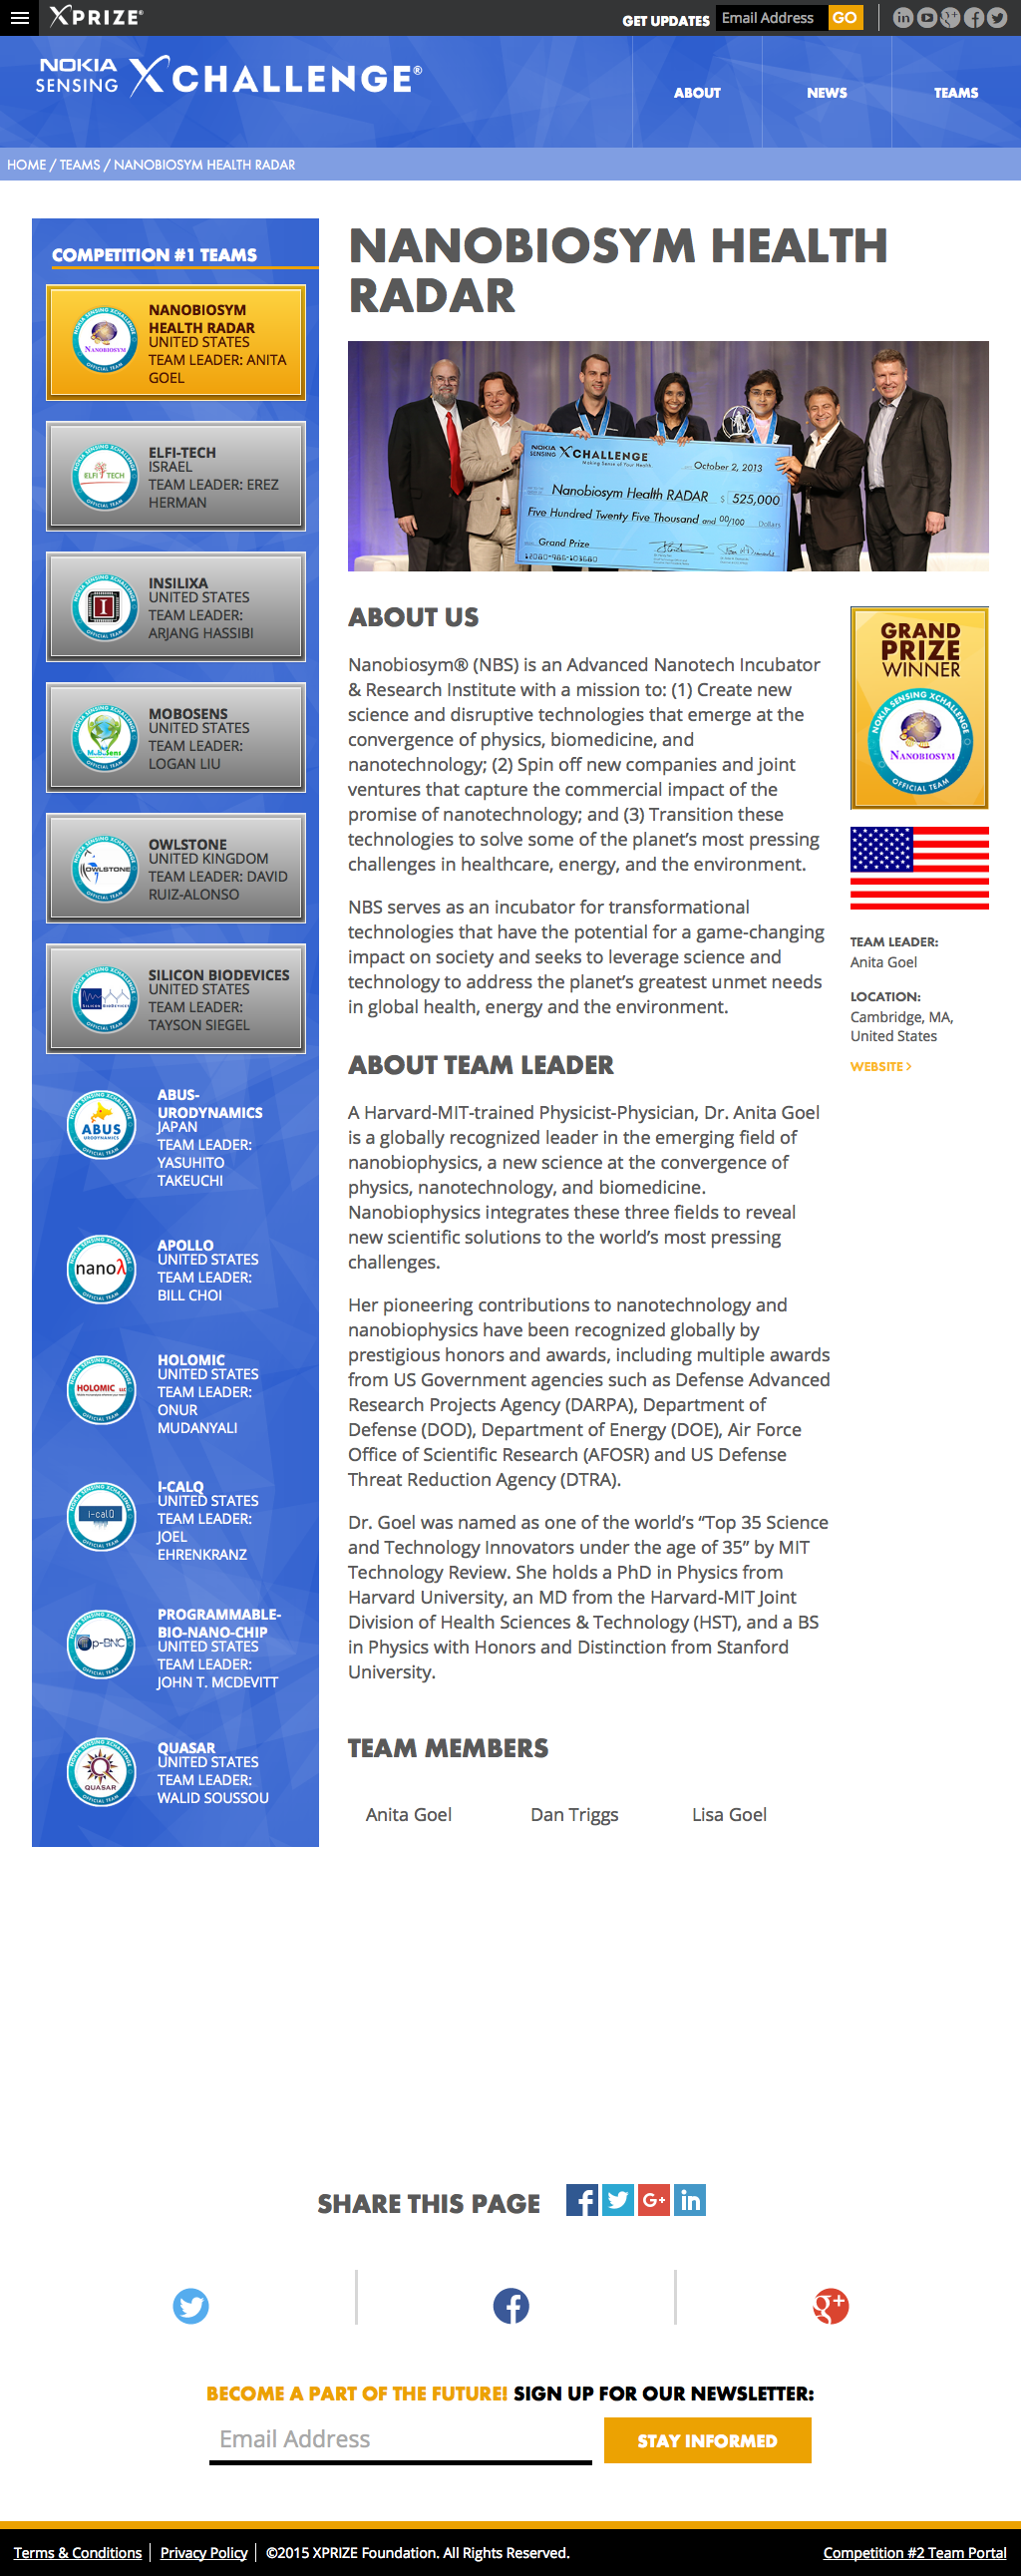 XPRIZE®
GET UPDATES Email Address GO
NOKIA
SENSING XCHALLENGE®
ABOUT NEWS TEAMS
HOME / TEAMS / NANOBIOSYM HEALTH RADAR
COMPETITION #1 TEAMS
NANOBIOSYM
HEALTH RADAR
UNITED STATES
TEAM LEADER: ANITA
GOEL
ELFI-TECH
ISRAEL
TEAM LEADER: EREZ
HERMAN
INSILIXA
UNITED STATES
TEAM LEADER:
ARJANG HASSIBI
MOBOSENS
UNITED STATES
TEAM LEADER:
LOGAN LIU
OWLSTONE
UNITED KINGDOM
TEAM LEADER: DAVID
RUIZ-ALONSO
SILICON BIODEVICES
UNITED STATES
TEAM LEADER:
TAYSON SIEGEL
ABUS-
URODYNAMICS
JAPAN
TEAM LEADER:
YASUHITO
TAKEUCHI
APOLLO
UNITED STATES
TEAM LEADER:
BILL CHOI
HOLOMIC
UNITED STATES
TEAM LEADER:
ONUR
MUDANYALI
I-CALQ
UNITED STATES
TEAM LEADER:
JOEL
EHRENKRANZ
PROGRAMMABLE-
BIO-NANO-CHIP
UNITED STATES
TEAM LEADER:
JOHN T. MCDEVITT
QUASAR
UNITED STATES
TEAM LEADER:
WALID SOUSSOU
NANOBIOSYM HEALTH
RADAR
NOKIA
SENSING XCHALLENGE
Making Sense of Your Health
October 2, 2013
Nanobiosym Health RADAR $ 525,000
Five Hundred Twenty Five Thousand and 00/100 Dollars
Grand Prize
ABOUT US
Nanobiosym® (NBS) is an Advanced Nanotech Incubator
& Research Institute with a mission to: (1) Create new
science and disruptive technologies that emerge at the
convergence of physics, biomedicine, and
nanotechnology; (2) Spin off new companies and joint
ventures that capture the commercial impact of the
promise of nanotechnology; and (3) Transition these
technologies to solve some of the planet’s most pressing
challenges in healthcare, energy, and the environment.
NBS serves as an incubator for transformational
technologies that have the potential for a game-changing
impact on society and seeks to leverage science and
technology to address the planet’s greatest unmet needs
in global health, energy and the environment.
GRAND
PRIZE
WINNER
NOKIA SENSING XCHALLENGE
NANOBIOSYM
OFFICIAL TEAM
TEAM LEADER:
Anita Goel
LOCATION:
Cambridge, MA,
United States
WEBSITE >
ABOUT TEAM LEADER
A Harvard-MIT-trained Physicist-Physician, Dr. Anita Goel
is a globally recognized leader in the emerging field of
nanobiophysics, a new science at the convergence of
physics, nanotechnology, and biomedicine.
Nanobiophysics integrates these three fields to reveal
new scientific solutions to the world’s most pressing
challenges.
Her pioneering contributions to nanotechnology and
nanobiophysics have been recognized globally by
prestigious honors and awards, including multiple awards
from US Government agencies such as Defense Advanced
Research Projects Agency (DARPA), Department of
Defense (DOD), Department of Energy (DOE), Air Force
Office of Scientific Research (AFOSR) and US Defense
Threat Reduction Agency (DTRA).
Dr. Goel was named as one of the world’s “Top 35 Science
and Technology Innovators under the age of 35” by MIT
Technology Review. She holds a PhD in Physics from
Harvard University, an MD from the Harvard-MIT Joint
Division of Health Sciences & Technology (HST), and a BS
in Physics with Honors and Distinction from Stanford
University.
TEAM MEMBERS
Anita Goel Dan Triggs Lisa Goel
SHARE THIS PAGE
BECOME A PART OF THE FUTURE! SIGN UP FOR OUR NEWSLETTER:
Email Address STAY INFORMED
Terms & Conditions | Privacy Policy | ©2015 XPRIZE Foundation. All Rights Reserved. Competition #2 Team Portal